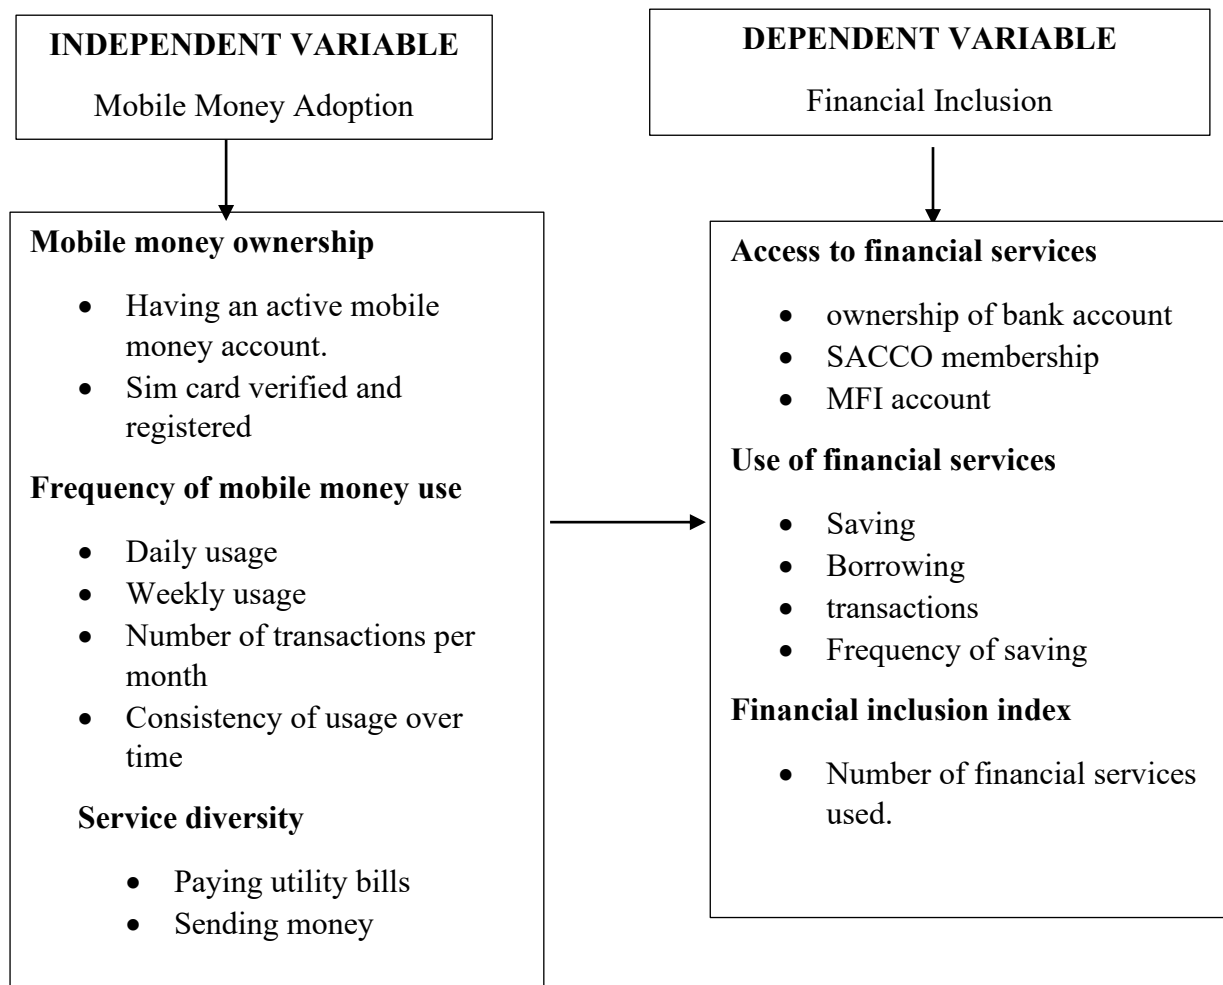 INDEPENDENT VARIABLE
Mobile Money Adoption
Mobile money ownership
• Having an active mobile
money account.
• Sim card verified and
registered
Frequency of mobile money use
• Daily usage
• Weekly usage
• Number of transactions per
month
• Consistency of usage over
time
Service diversity
• Paying utility bills
• Sending money
DEPENDENT VARIABLE
Financial Inclusion
Access to financial services
• ownership of bank account
• SACCO membership
• MFI account
Use of financial services
• Saving
• Borrowing
• transactions
• Frequency of saving
Financial inclusion index
• Number of financial services
used.